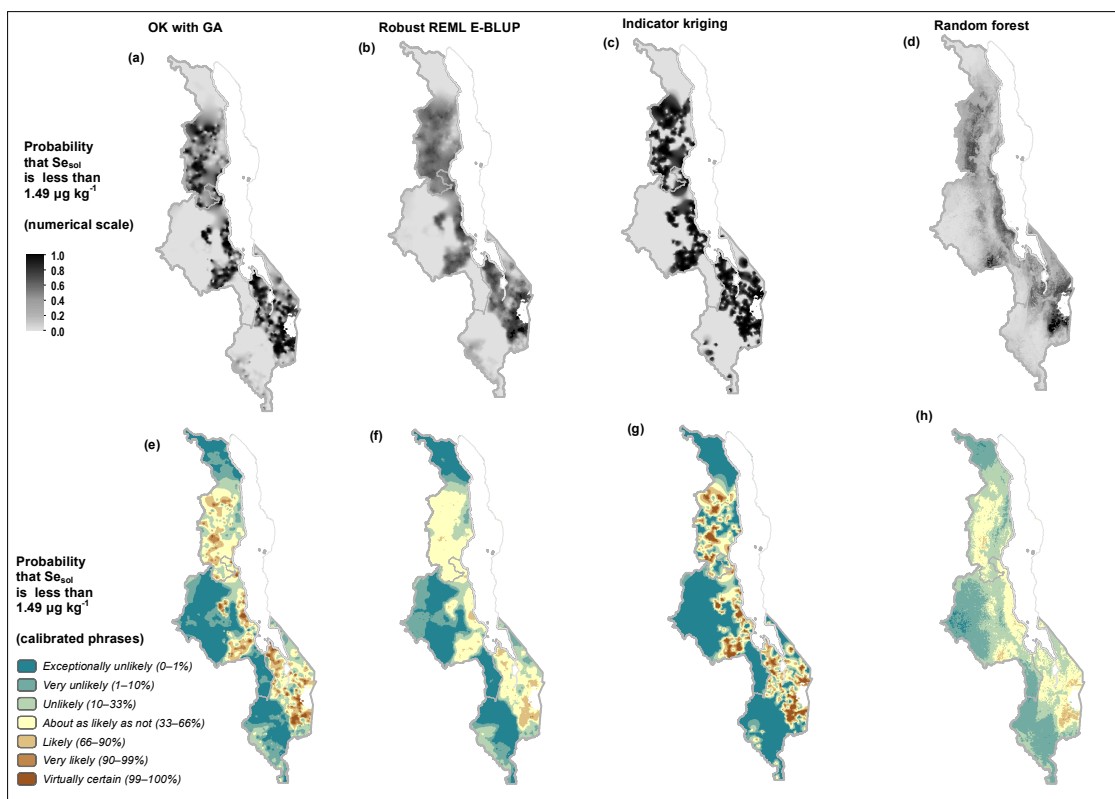 OK with GA
Robust REML E-BLUP
Indicator kriging
Random forest
(a)
(b)
(c)
(d)
Probability
that Se_sol
is less than
1.49 µg kg⁻¹
(numerical scale)
1.0
0.8
0.6
0.4
0.2
0.0
(e)
(f)
(g)
(h)
Probability
that Se_sol
is less than
1.49 µg kg⁻¹
(calibrated phrases)
Exceptionally unlikely (0–1%)
Very unlikely (1–10%)
Unlikely (10–33%)
About as likely as not (33–66%)
Likely (66–90%)
Very likely (90–99%)
Virtually certain (99–100%)